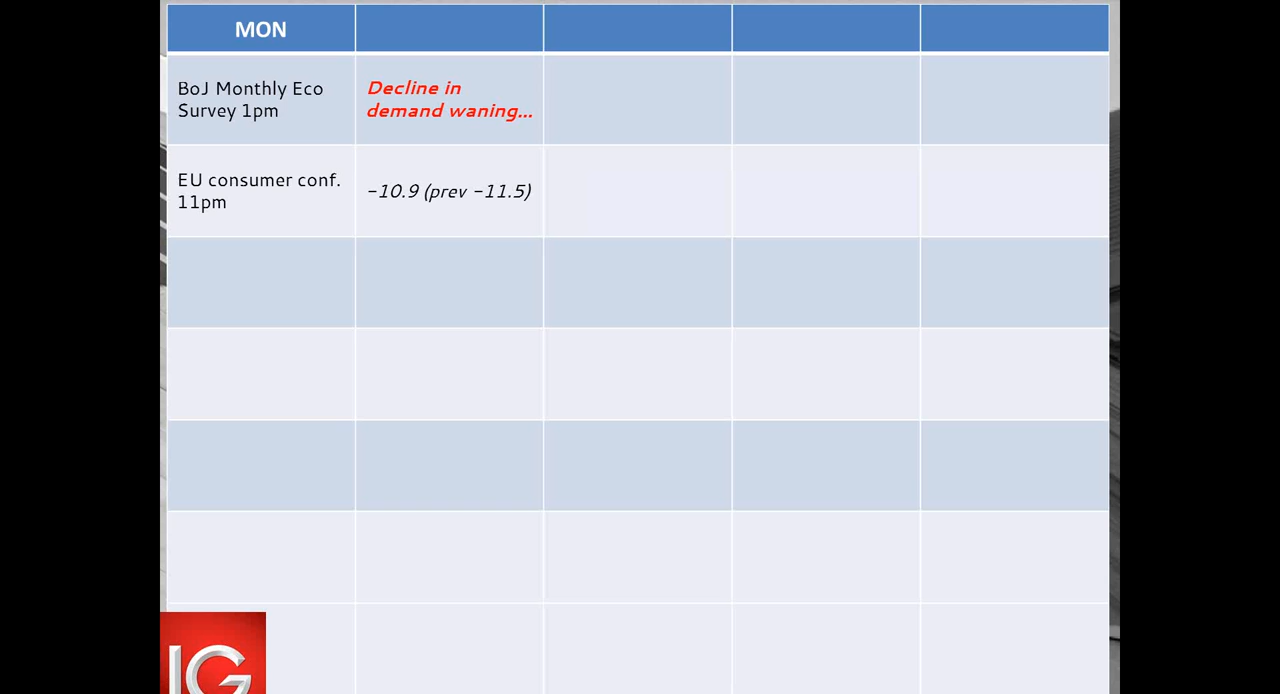 MON
BoJ Monthly Eco
Survey 1pm
Decline in
demand waning...
EU consumer conf.
11pm
-10.9 (prev -11.5)
IG